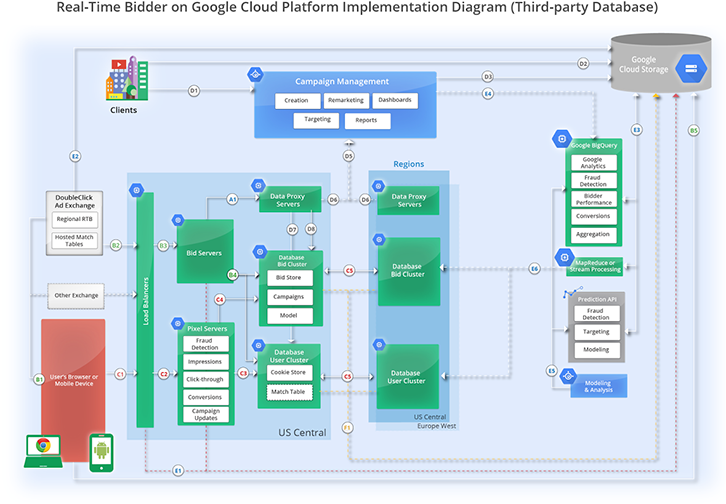 Real-Time Bidder on Google Cloud Platform Implementation Diagram (Third-party Database)
Google
Cloud Storage
D2
Clients
D1
Campaign Management
Creation
Remarketing
Dashboards
Targeting
Reports
D3
E4
E3
B5
E2
D5
Regions
DoubleClick
Ad Exchange
Regional RTB
Hosted Match
Tables
B2
Other Exchange
User's Browser or
Mobile Device
B1
C1
Load Balancers
B3
A1
Bid Servers
B4
C4
C2
Pixel Servers
Fraud
Detection
Impressions
Click-through
Conversions
Campaign
Updates
C3
Data Proxy
Servers
D6
D6
D7
D8
Database
Bid Cluster
Bid Store
Campaigns
Model
C5
Database
User Cluster
Cookie Store
Match Table
C5
US Central
F1
E1
Data Proxy
Servers
Database
Bid Cluster
Database
User Cluster
US Central
Europe West
Google BigQuery
Google
Analytics
Fraud
Detection
Bidder
Performance
Conversions
Aggregation
E6
MapReduce or
Stream Processing
Prediction API
Fraud
Detection
Targeting
Modeling
E5
Modeling
& Analysis